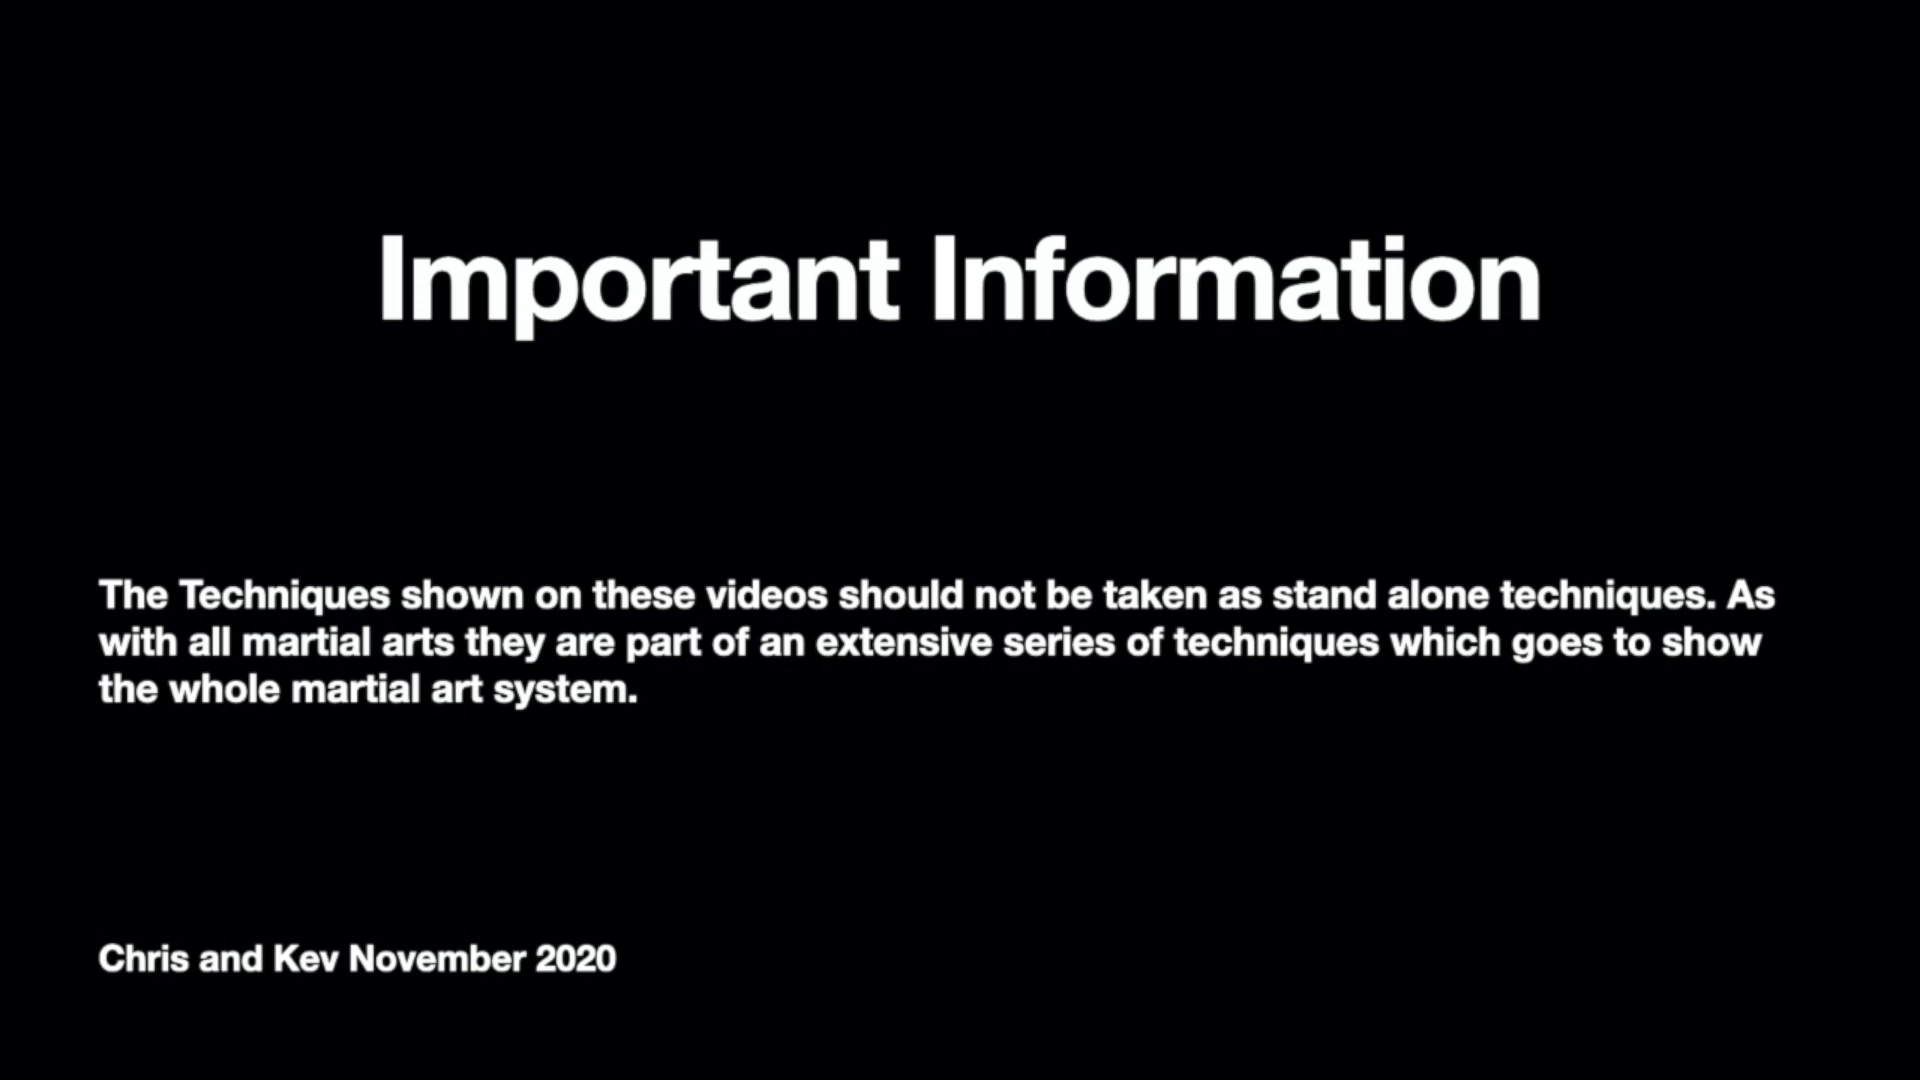 Important Information
The Techniques shown on these videos should not be taken as stand alone techniques. As
with all martial arts they are part of an extensive series of techniques which goes to show
the whole martial art system.
Chris and Kev November 2020